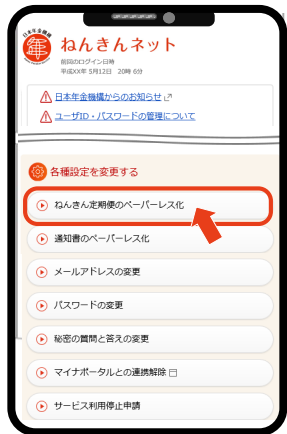 日本年金機構
年金
ねんきんネット
前回のログイン日時
平成XX年 5月12日 20時 6分
日本年金機構からのお知らせ
ユーザID・パスワードの管理について
各種設定を変更する
ねんきん定期便のペーパーレス化
通知書のペーパーレス化
メールアドレスの変更
パスワードの変更
秘密の質問と答えの変更
マイナポータルとの連携解除
サービス利用停止申請